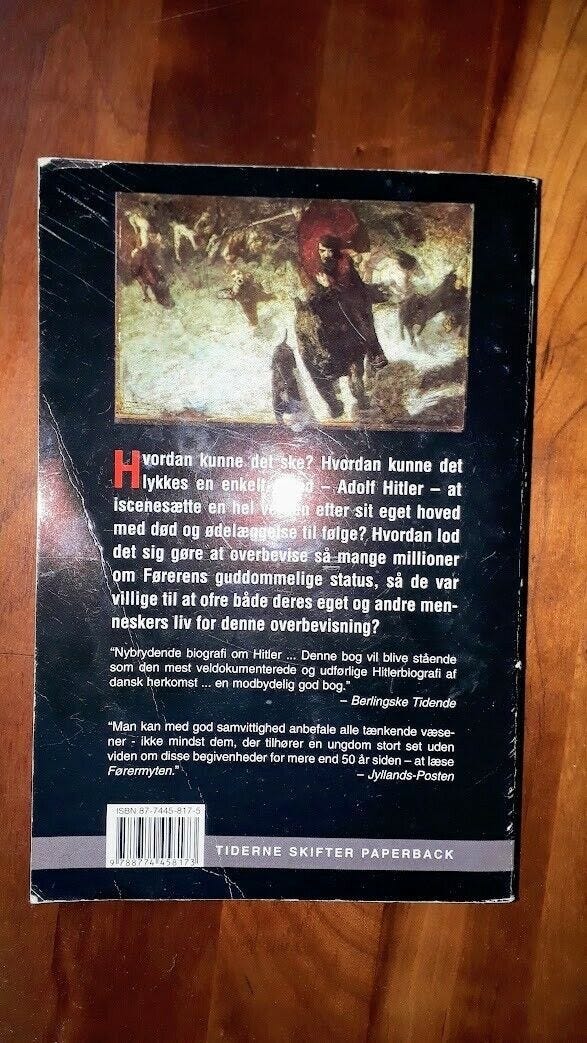 Hvordan kunne det ske? Hvordan kunne det
lykkes en enkelt – Adolf Hitler – at
iscenesætte en hel efter sit eget hoved
med død og ødelæggelse til følge? Hvordan lod
det sig gøre at overbevise så mange millioner
om Førerens guddommelige status, så de var
villige til at ofre både deres eget og andre men-
neskers liv for denne overbevisning?
"Nybrydende biografi om Hitler ... Denne bog vil blive stående
som den mest veldokumenterede og udførlige Hitlerbiografi af
dansk herkomst ... en modbydelig god bog."
– Berlingske Tidende
"Man kan med god samvittighed anbefale alle tænkende væse-
ner - ikke mindst dem, der tilhører en ungdom stort set uden
viden om disse begivenheder for mere end 50 år siden – at læse
Førermyten."
– Jyllands-Posten
ISBN 87-7445-817-5
9 788774 458173
TIDERNE SKIFTER PAPERBACK